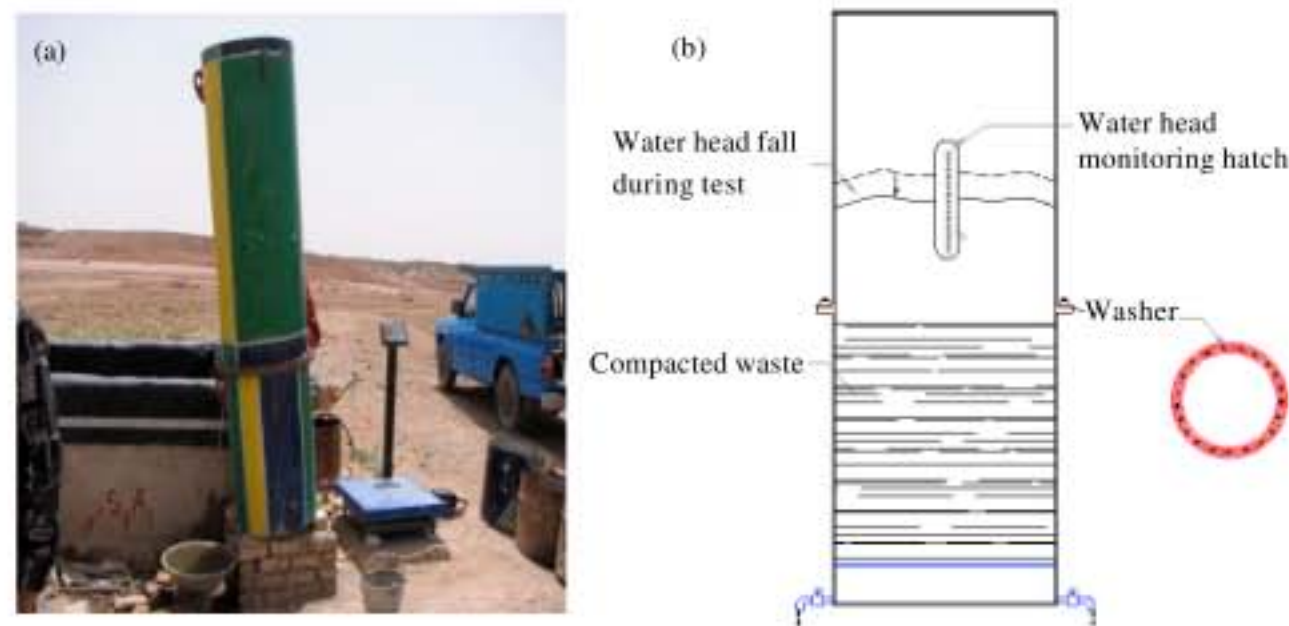 (a)
(b)
Water head fall
during test
Water head
monitoring hatch
Washer
Compacted waste